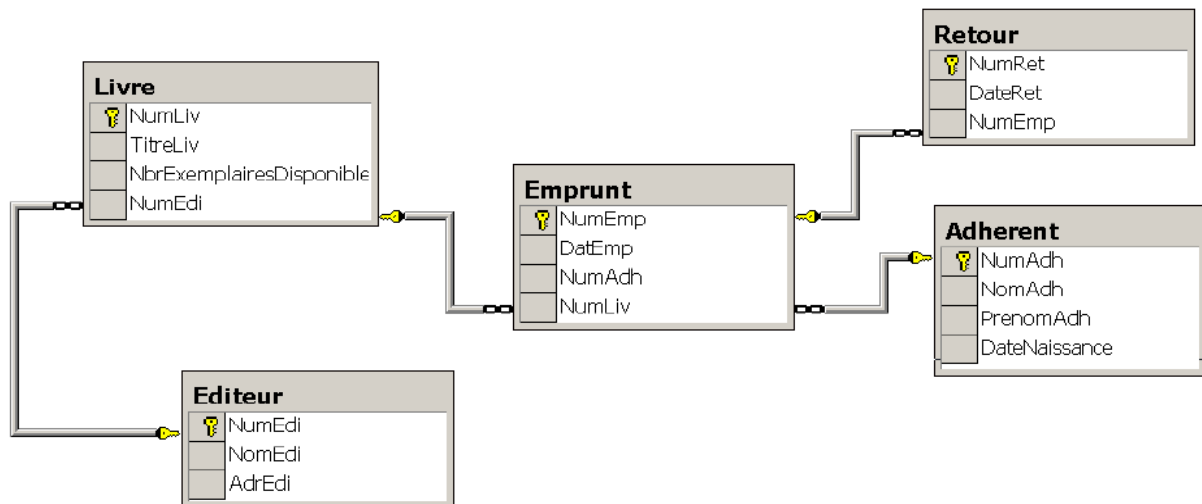 Livre
NumLiv
TitreLiv
NbrExemplairesDisponible
NumEdi
Emprunt
NumEmp
DatEmp
NumAdh
NumLiv
Retour
NumRet
DateRet
NumEmp
Adherent
NumAdh
NomAdh
PrenomAdh
DateNaissance
Editeur
NumEdi
NomEdi
AdrEdi